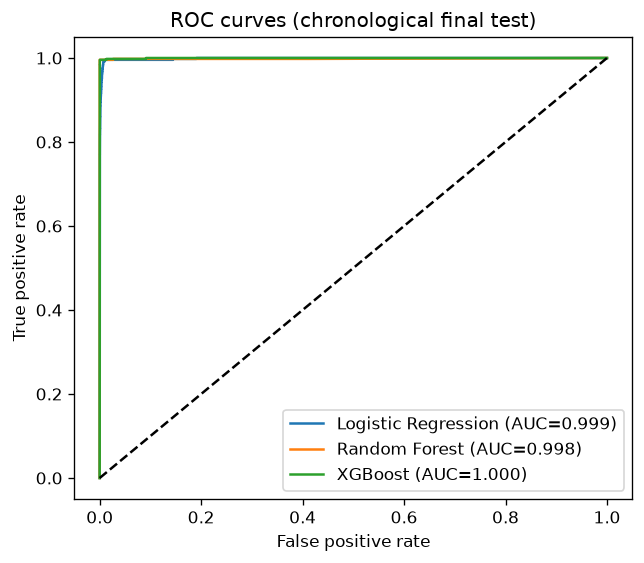 ROC curves (chronological final test)
True positive rate
1.0
0.8
0.6
0.4
0.2
0.0
Logistic Regression (AUC=0.999)
Random Forest (AUC=0.998)
XGBoost (AUC=1.000)
0.0 0.2 0.4 0.6 0.8 1.0
False positive rate